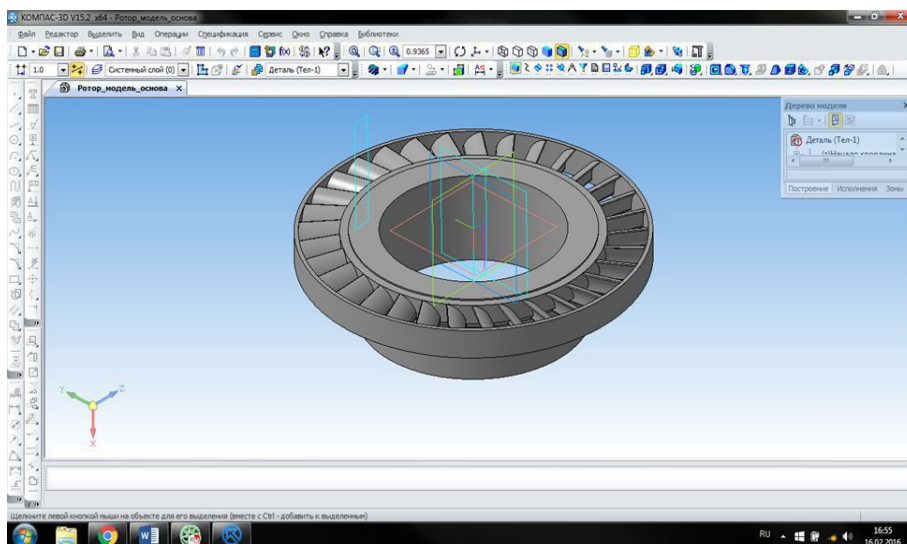 КОМПАС-3D V15.2 x64 - Ротор_модель_основа
Файл Редактор Выделить Вид Операции Спецификация Сервис Окно Справка Библиотеки
0.9365
1.0 Системный слой (0) Деталь (Тел-1)
Ротор_модель_основа x
Дерево модели
Деталь (Тел-1)
(т)Начало координа
Построение Исполнения Зоны
Y Z
X
Щелкните левой кнопкой мыши на объекте для его выделения (вместе с Ctrl - добавить к выделенным)
RU
16:55
16.02.2016